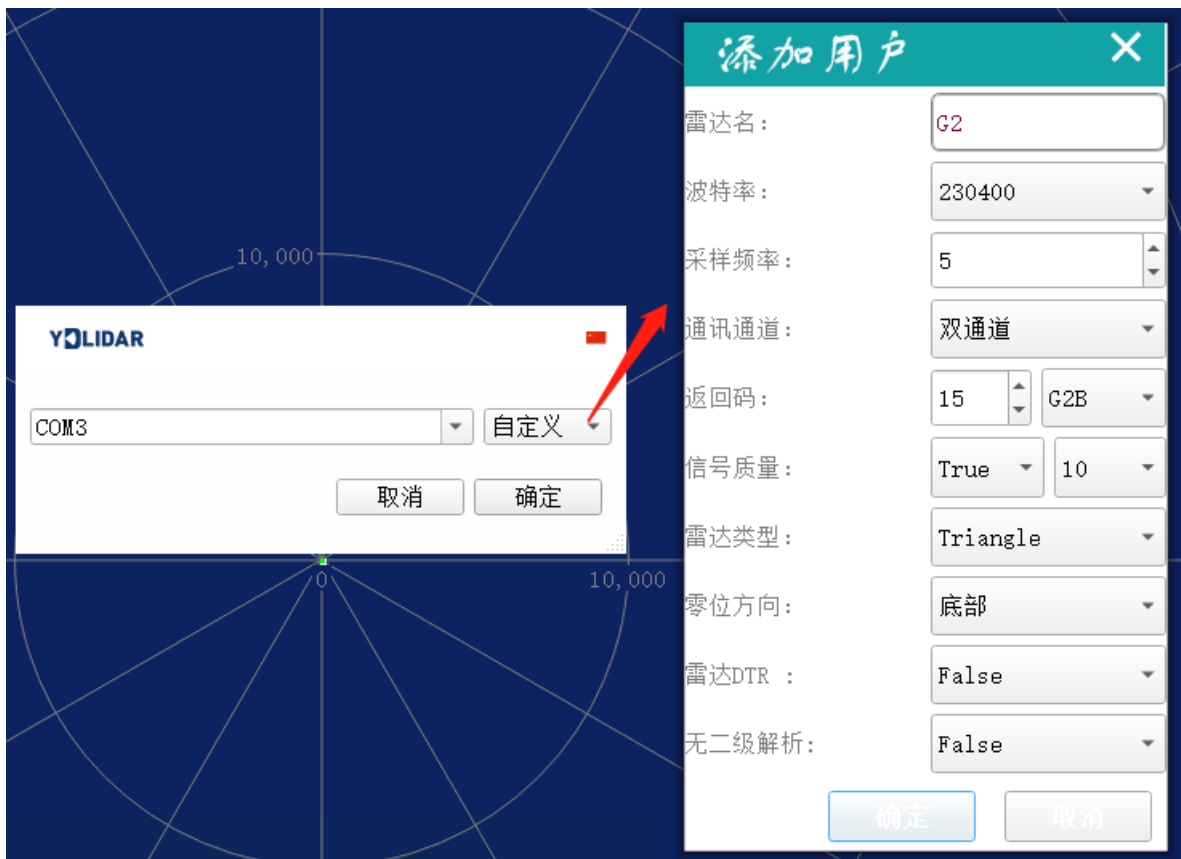 10,000
YDLIDAR
COM3 自定义
取消 确定
0
10,000
添加用户
雷达名: G2
波特率: 230400
采样频率: 5
通讯通道: 双通道
返回码: 15 G2B
信号质量: True 10
雷达类型: Triangle
零位方向: 底部
雷达DTR : False
无二级解析: False
确定 取消